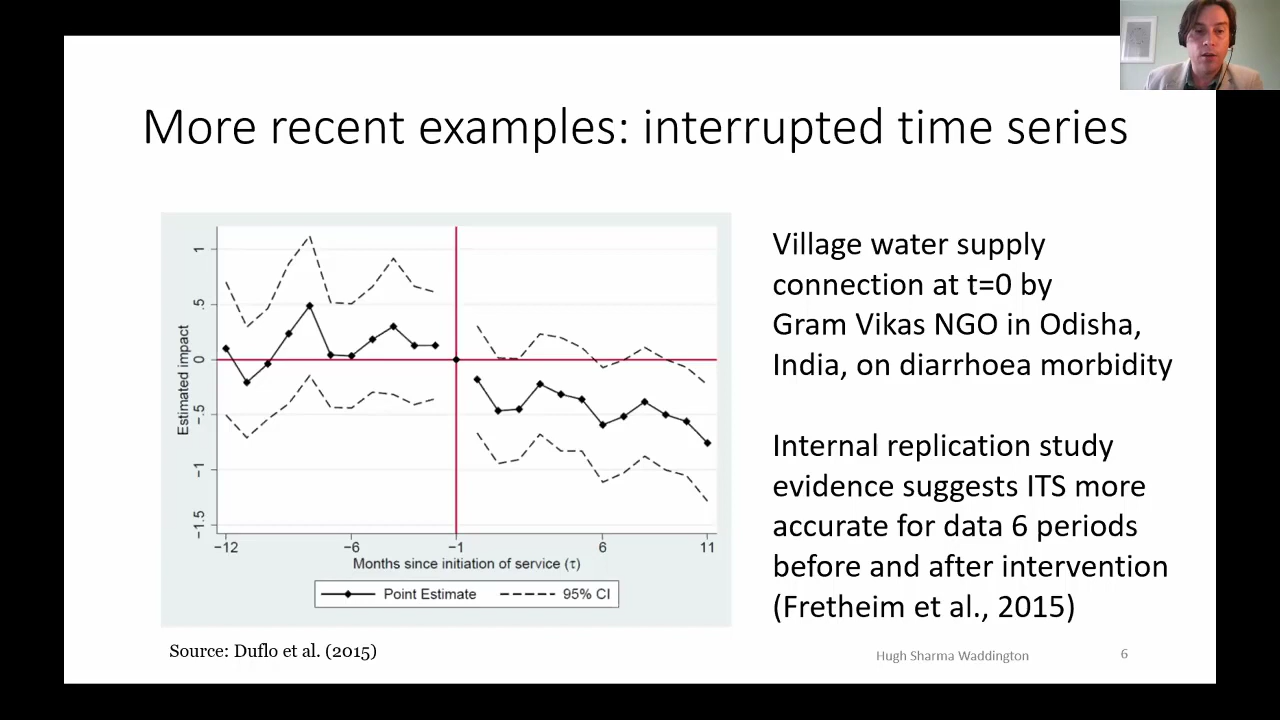 More recent examples: interrupted time series
1
.5
0
-.5
-1
-1.5
Estimated impact
-12
-6
-1
6
11
Months since initiation of service (τ)
Point Estimate
95% CI
Village water supply
connection at t=0 by
Gram Vikas NGO in Odisha,
India, on diarrhoea morbidity
Internal replication study
evidence suggests ITS more
accurate for data 6 periods
before and after intervention
(Fretheim et al., 2015)
Source: Duflo et al. (2015)
Hugh Sharma Waddington
6